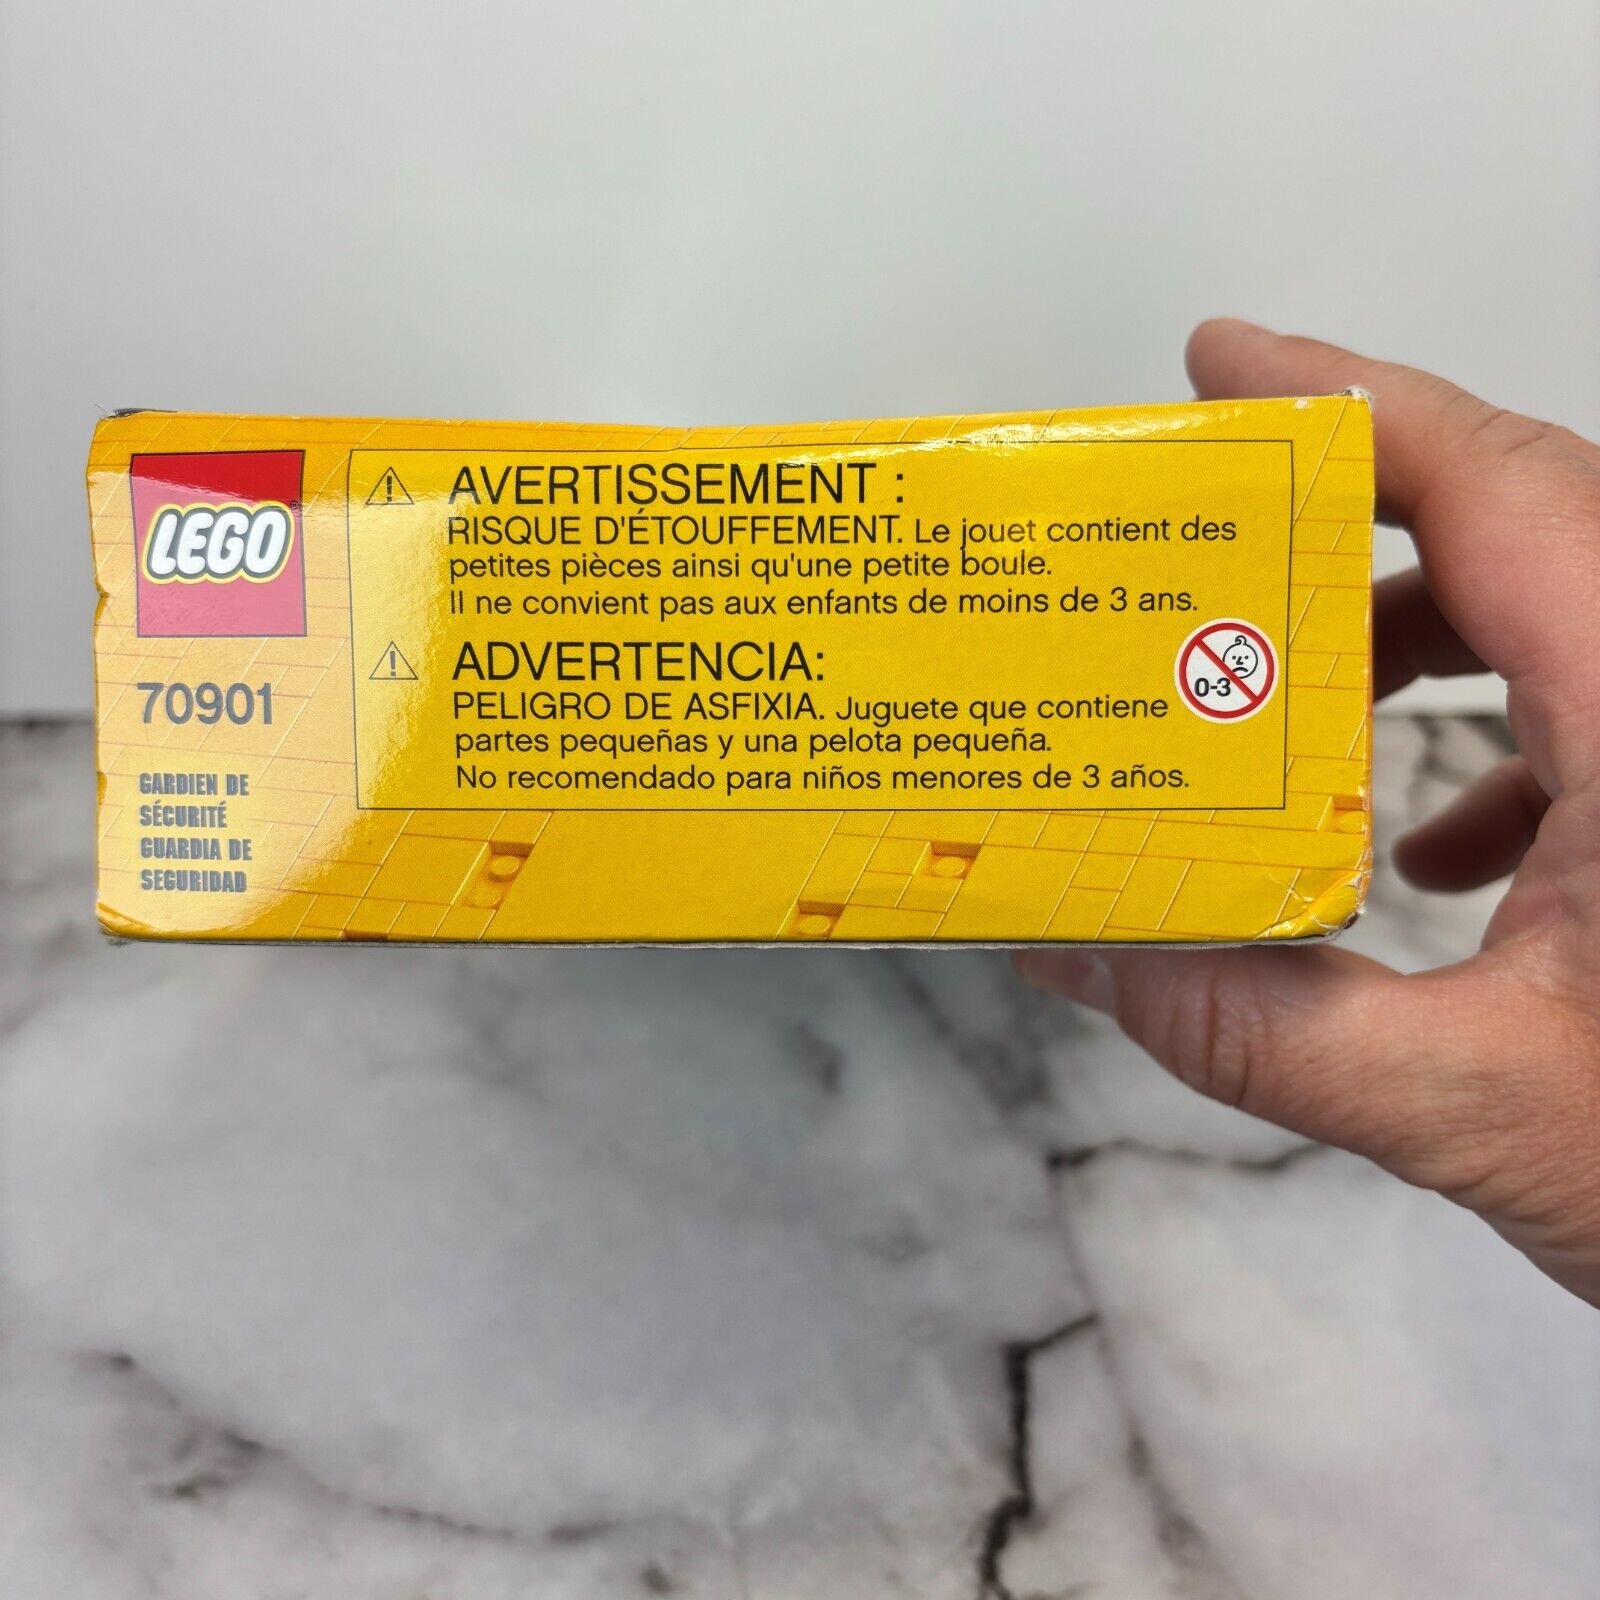 LEGO®
70901
GARDIEN DE
SÉCURITÉ
GUARDIA DE
SEGURIDAD
AVERTISSEMENT :
RISQUE D'ÉTOUFFEMENT. Le jouet contient des
petites pièces ainsi qu'une petite boule.
Il ne convient pas aux enfants de moins de 3 ans.
ADVERTENCIA:
PELIGRO DE ASFIXIA. Juguete que contiene
partes pequeñas y una pelota pequeña.
No recomendado para niños menores de 3 años.
0-3